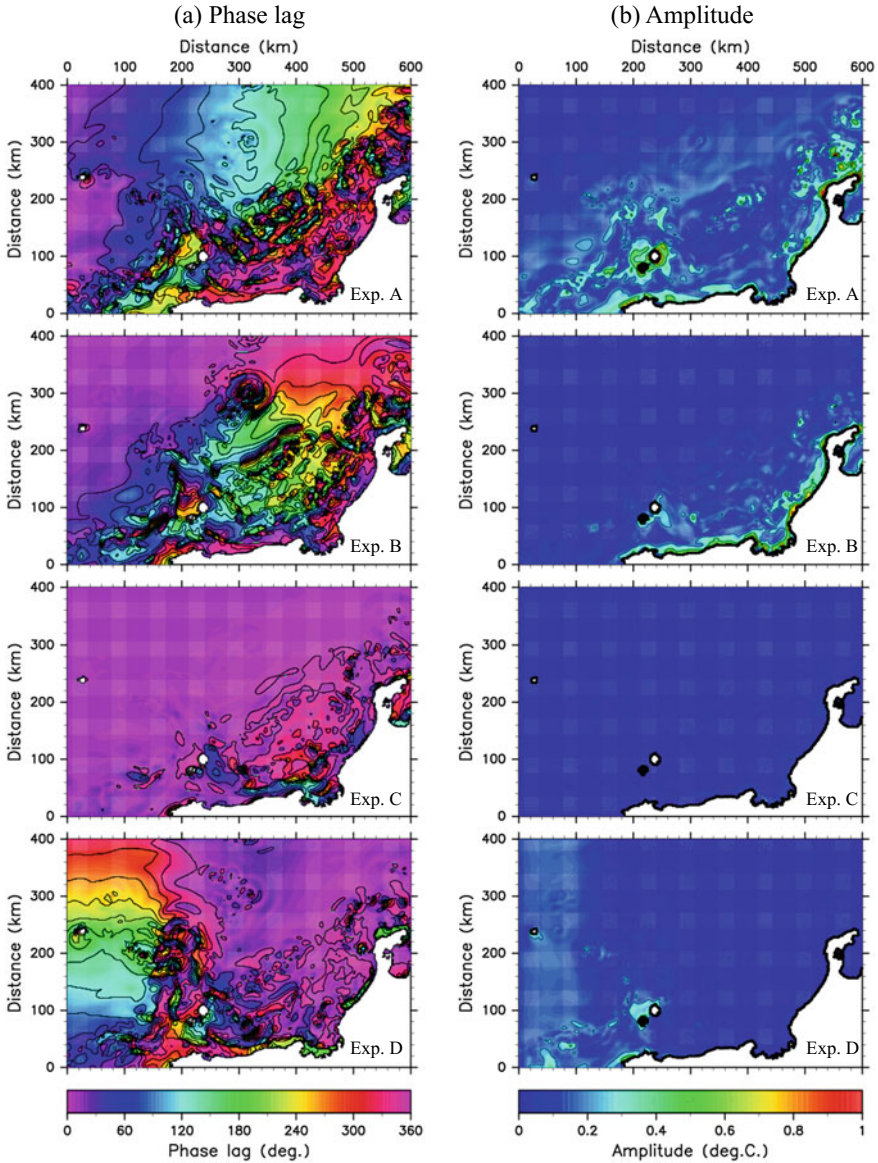 (a) Phase lag
(b) Amplitude
Distance (km)
Distance (km)
0 100 200 300 400 500 600
0 100 200 300 400 500 600
Distance (km)
400
300
200
100
0
Exp. A
Distance (km)
400
300
200
100
0
Exp. A
Distance (km)
400
300
200
100
0
Exp. B
Distance (km)
400
300
200
100
0
Exp. B
Distance (km)
400
300
200
100
0
Exp. C
Distance (km)
400
300
200
100
0
Exp. C
Distance (km)
400
300
200
100
0
Exp. D
Distance (km)
400
300
200
100
0
Exp. D
0 60 120 180 240 300 360
Phase lag (deg.)
0 0.2 0.4 0.6 0.8 1
Amplitude (deg.C.)